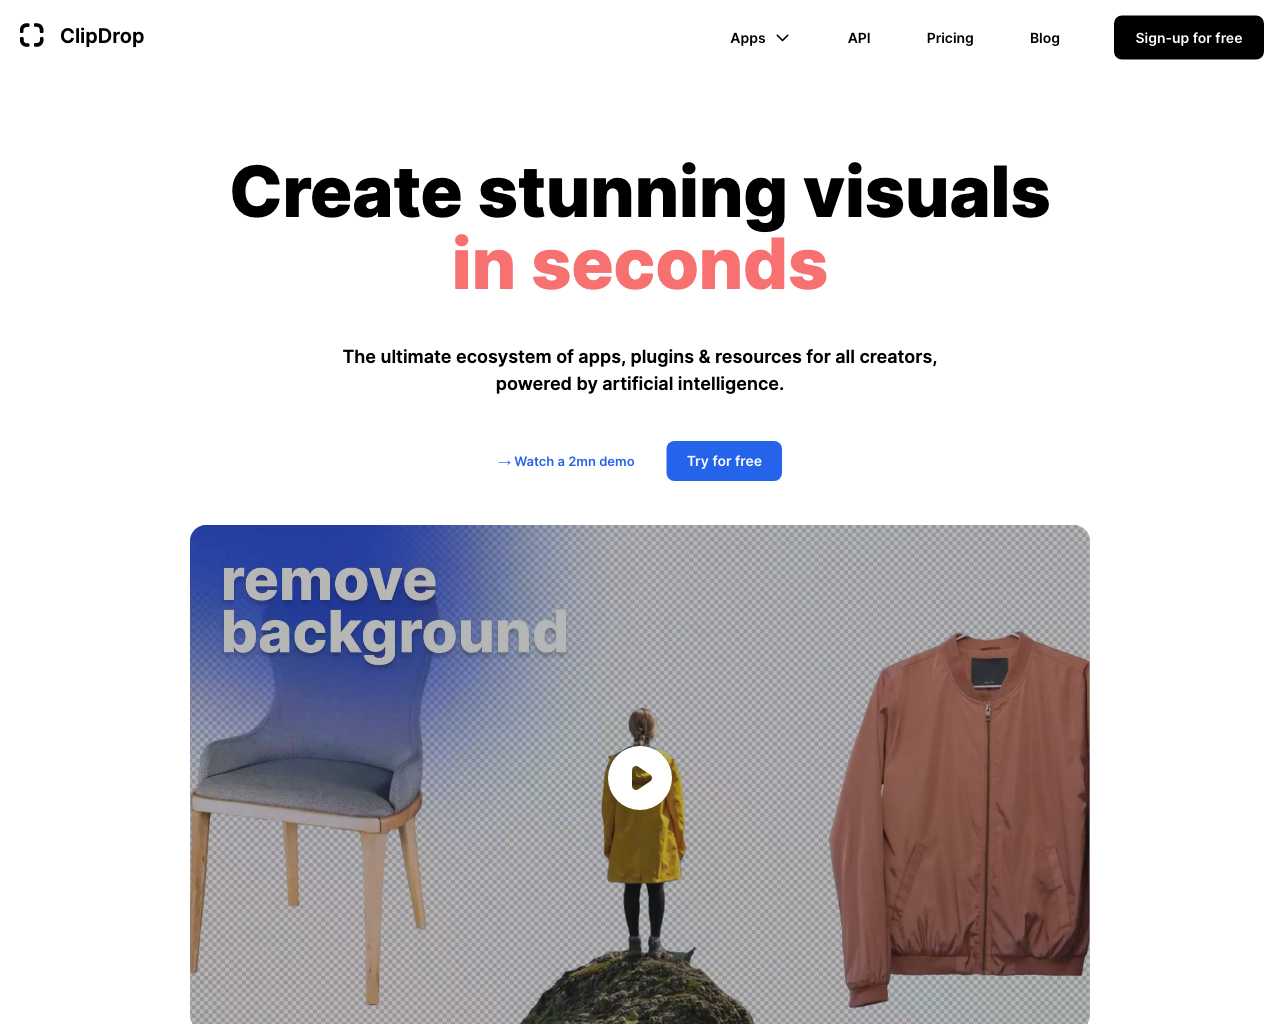 ClipDrop
Apps
API
Pricing
Blog
Sign-up for free
Create stunning visuals
in seconds
The ultimate ecosystem of apps, plugins & resources for all creators,
powered by artificial intelligence.
→ Watch a 2mn demo
Try for free
remove
background